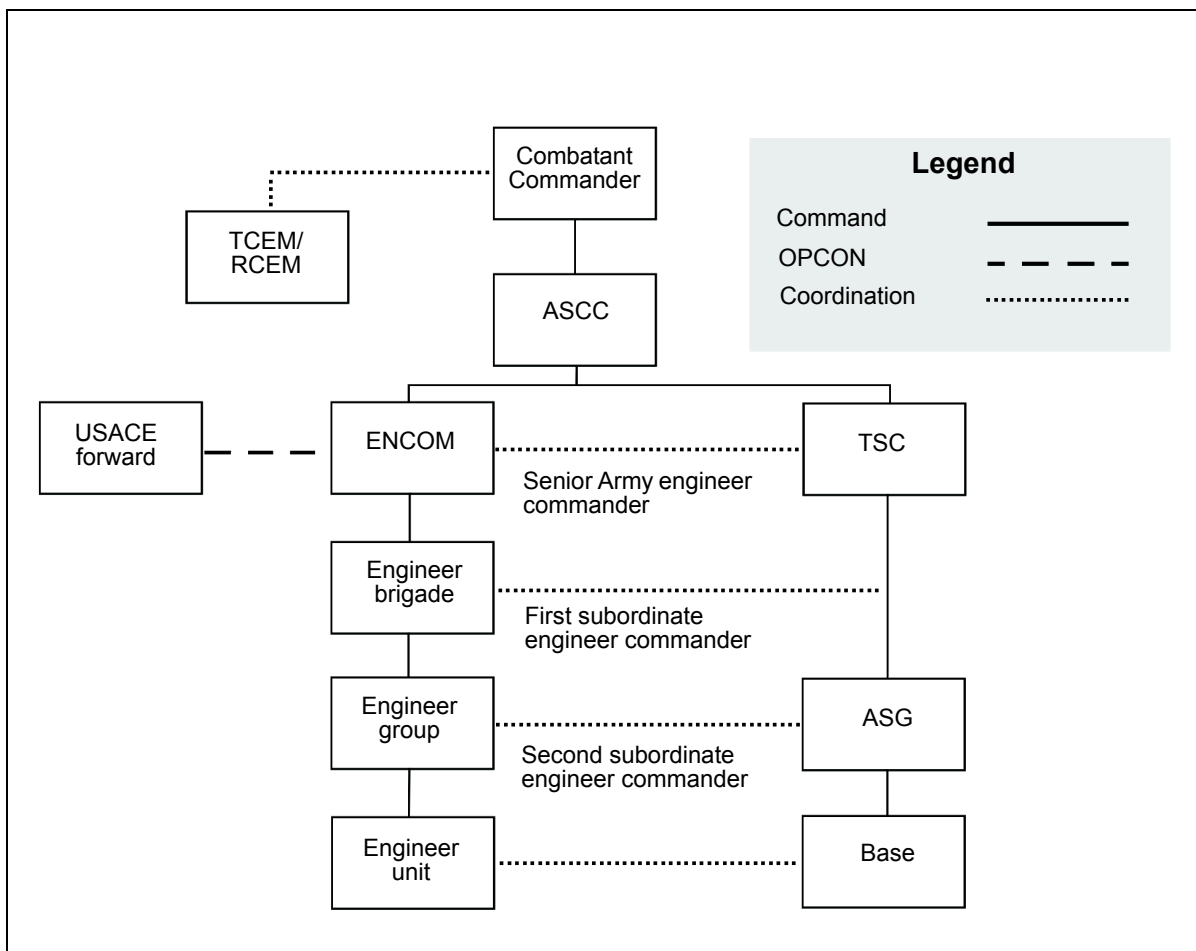 Combatant
Commander
Legend
Command
OPCON
Coordination
TCEM/
RCEM
ASCC
USACE
forward
ENCOM
TSC
Senior Army engineer
commander
Engineer
brigade
First subordinate
engineer commander
Engineer
group
ASG
Second subordinate
engineer commander
Engineer
unit
Base